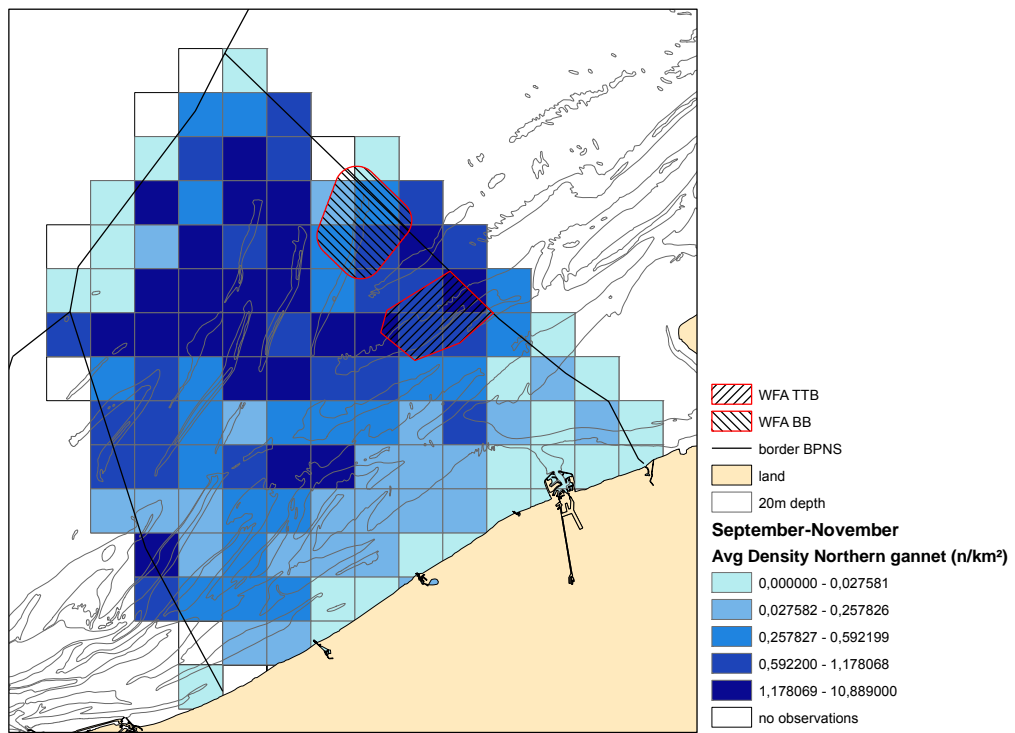 WFA TTB
WFA BB
border BPNS
land
20m depth
September-November
Avg Density Northern gannet (n/km²)
0,000000 - 0,027581
0,027582 - 0,257826
0,257827 - 0,592199
0,592200 - 1,178068
1,178069 - 10,889000
no observations